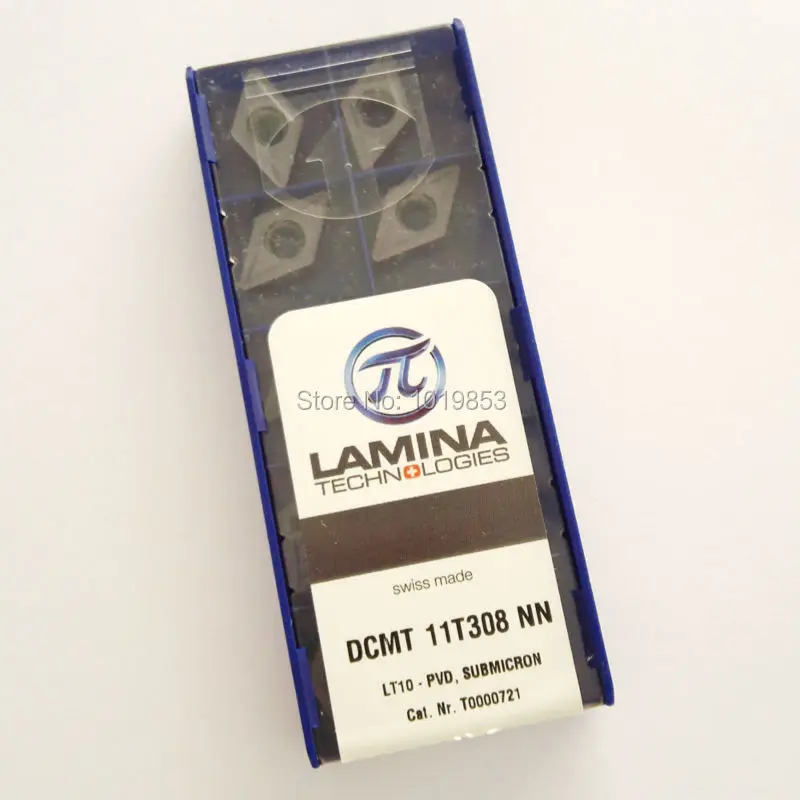 π
Store No: 1019853
LAMINA
TECHNOLOGIES
swiss made
DCMT 11T308 NN
LT10 - PVD, SUBMICRON
Cat. Nr. T0000721